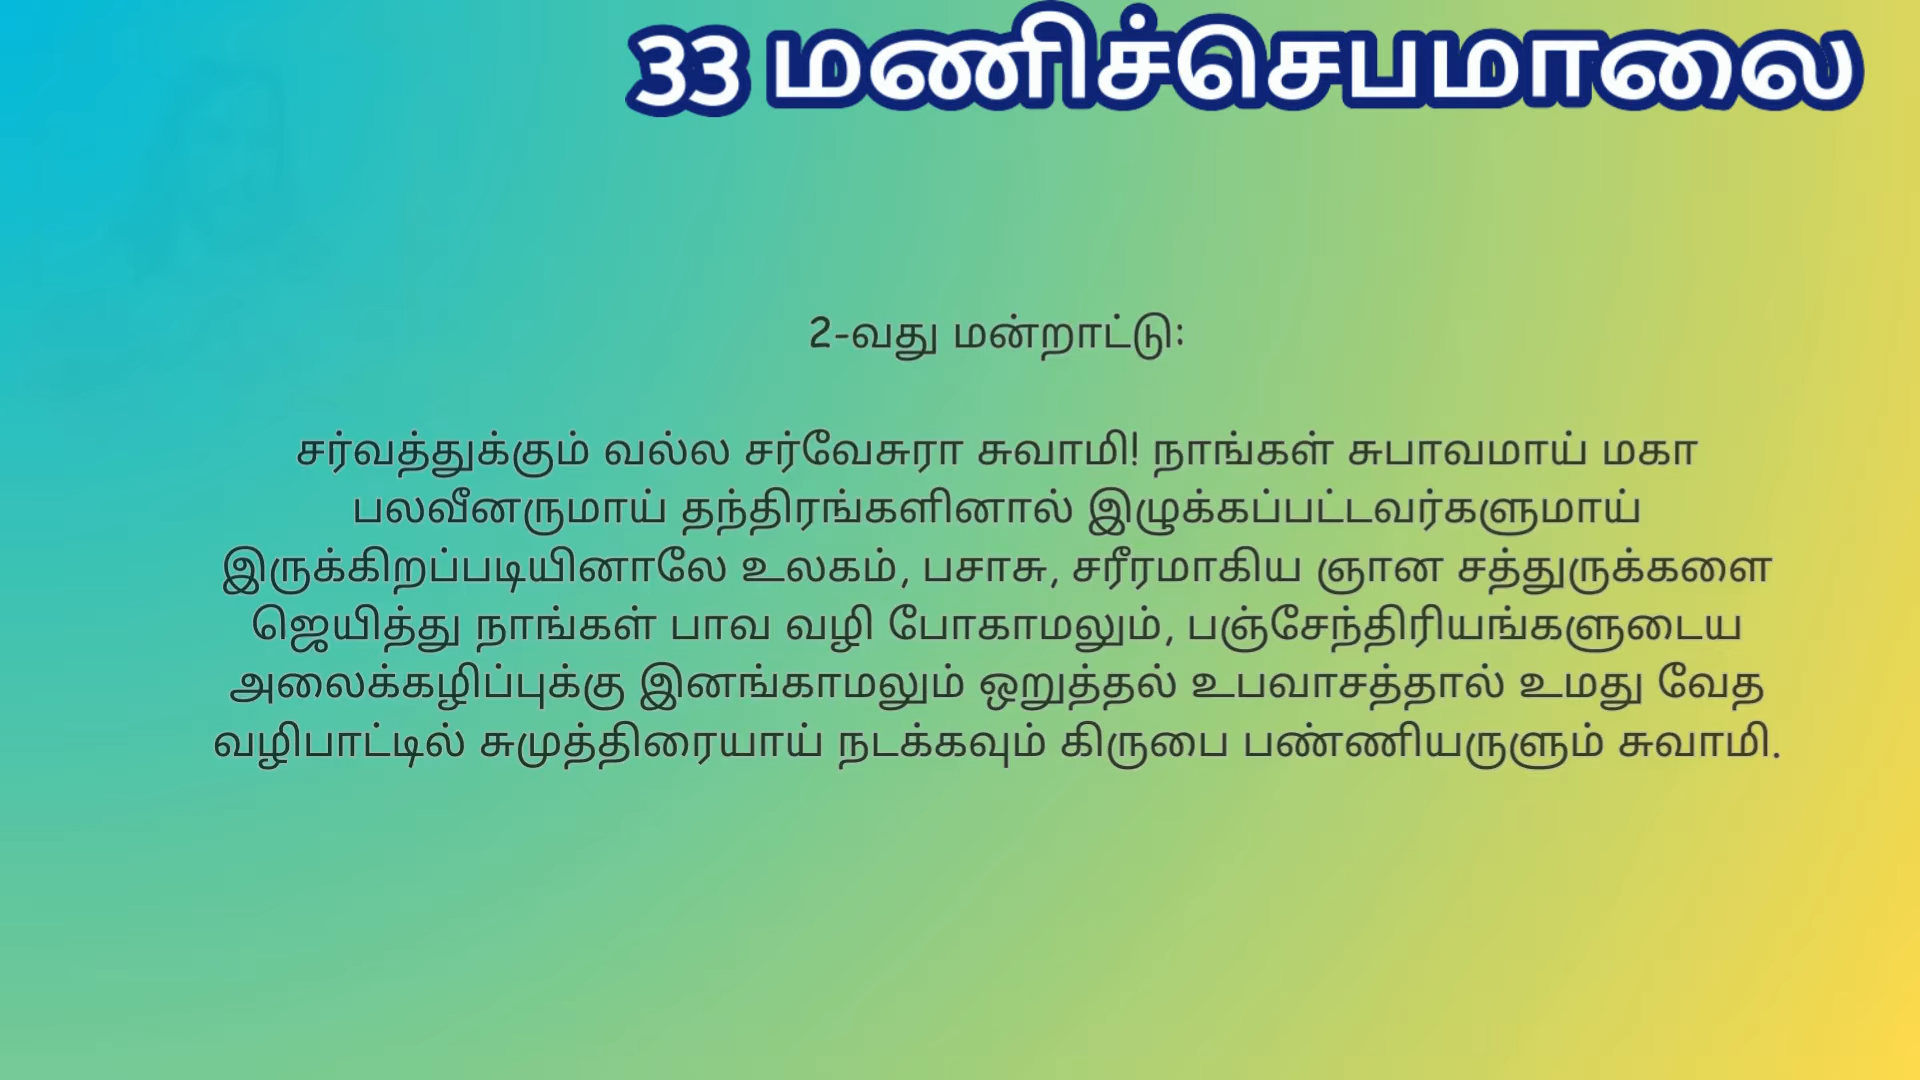 33 மணிச்செபமாலை
2-வது மன்றாட்டு:
சர்வத்துக்கும் வல்ல சர்வேசுரா சுவாமி! நாங்கள் சுபாவமாய் மகா
பலவீனருமாய் தந்திரங்களினால் இழுக்கப்பட்டவர்களுமாய்
இருக்கிறப்படியினாலே உலகம், பசாசு, சரீரமாகிய ஞான சத்துருக்களை
ஜெயித்து நாங்கள் பாவ வழி போகாமலும், பஞ்சேந்திரியங்களுடைய
அலைக்கழிப்புக்கு இனங்காமலும் ஒறுத்தல் உபவாசத்தால் உமது வேத
வழிபாட்டில் சுமுத்திரையாய் நடக்கவும் கிருபை பண்ணியருளும் சுவாமி.